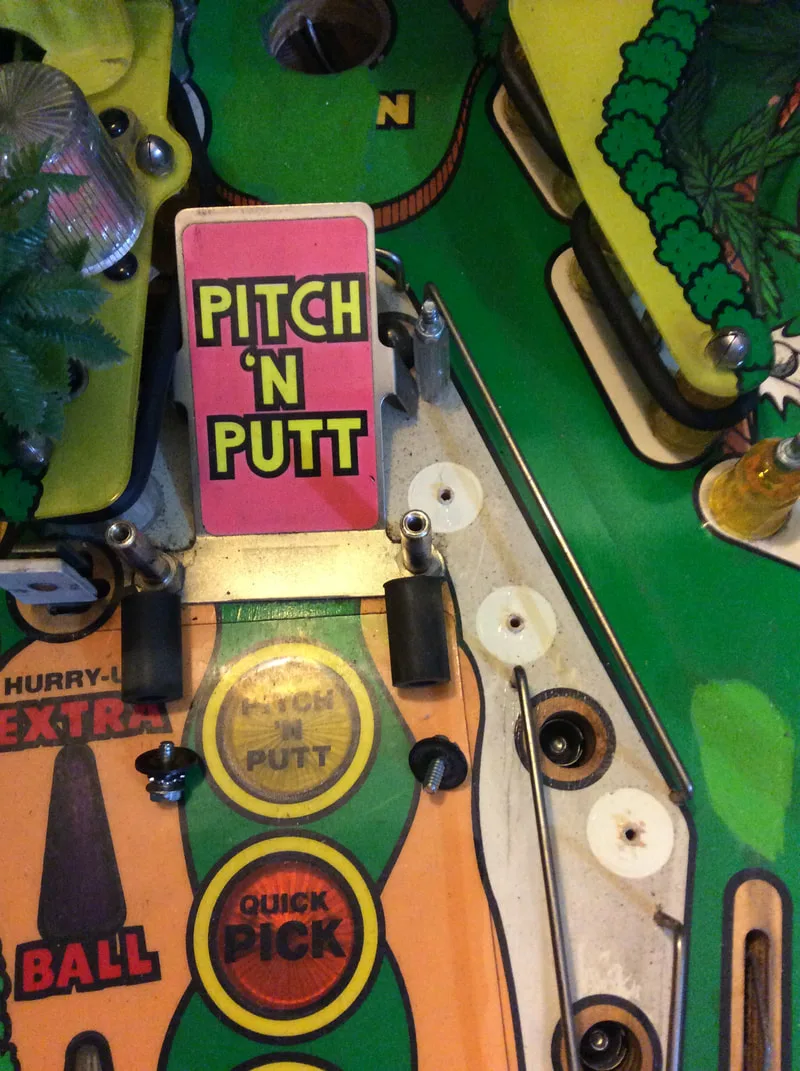 N
PITCH
'N
PUTT
HURRY-U
EXTRA
BALL
PITCH
'N
PUTT
QUICK
PICK